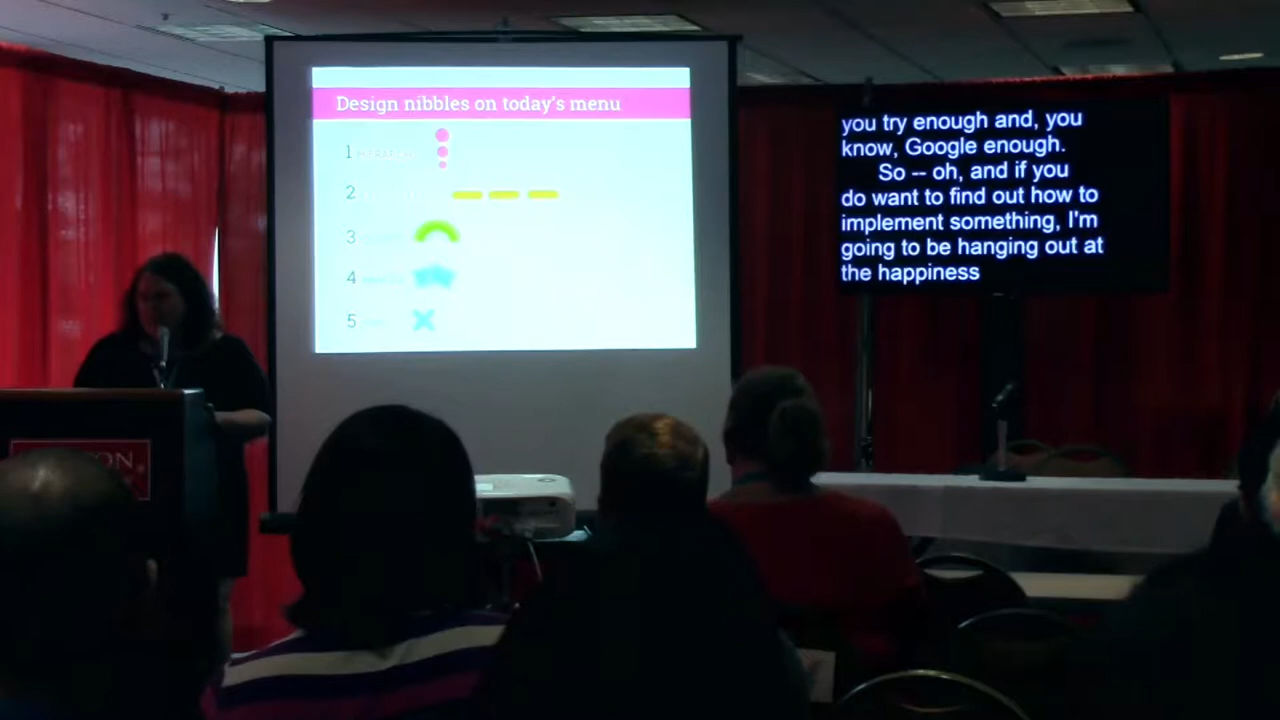 Design nibbles on today's menu
1 HIERARCHY
2
3
4
5
you try enough and, you
know, Google enough.
So -- oh, and if you
do want to find out how to
implement something, I'm
going to be hanging out at
the happiness